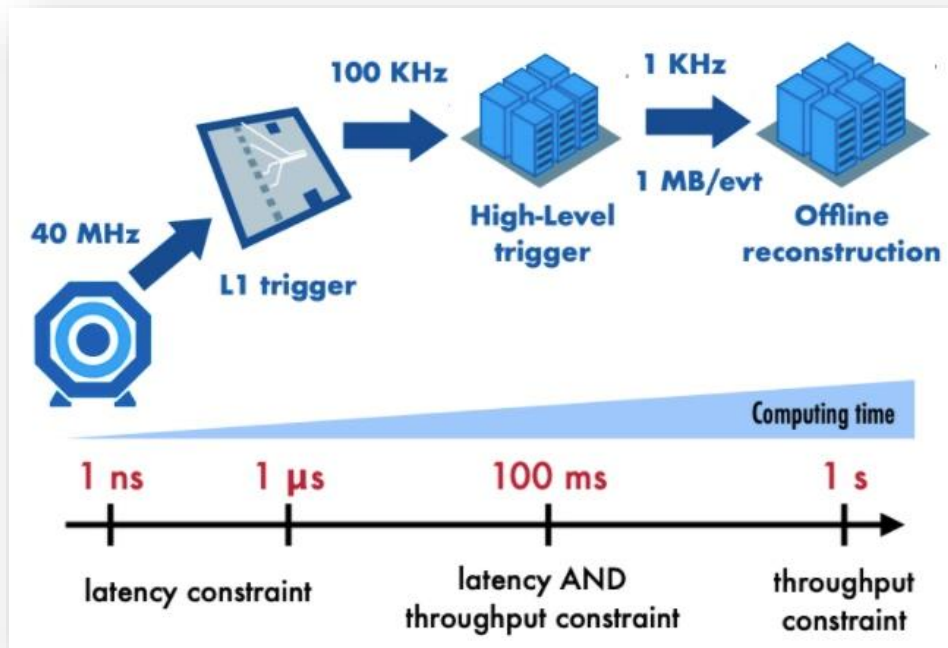 100 KHz
1 KHz
40 MHz
1 MB/evt
L1 trigger
High-Level
trigger
Offline
reconstruction
Computing time
1 ns
1 μs
100 ms
1 s
latency constraint
latency AND
throughput constraint
throughput
constraint